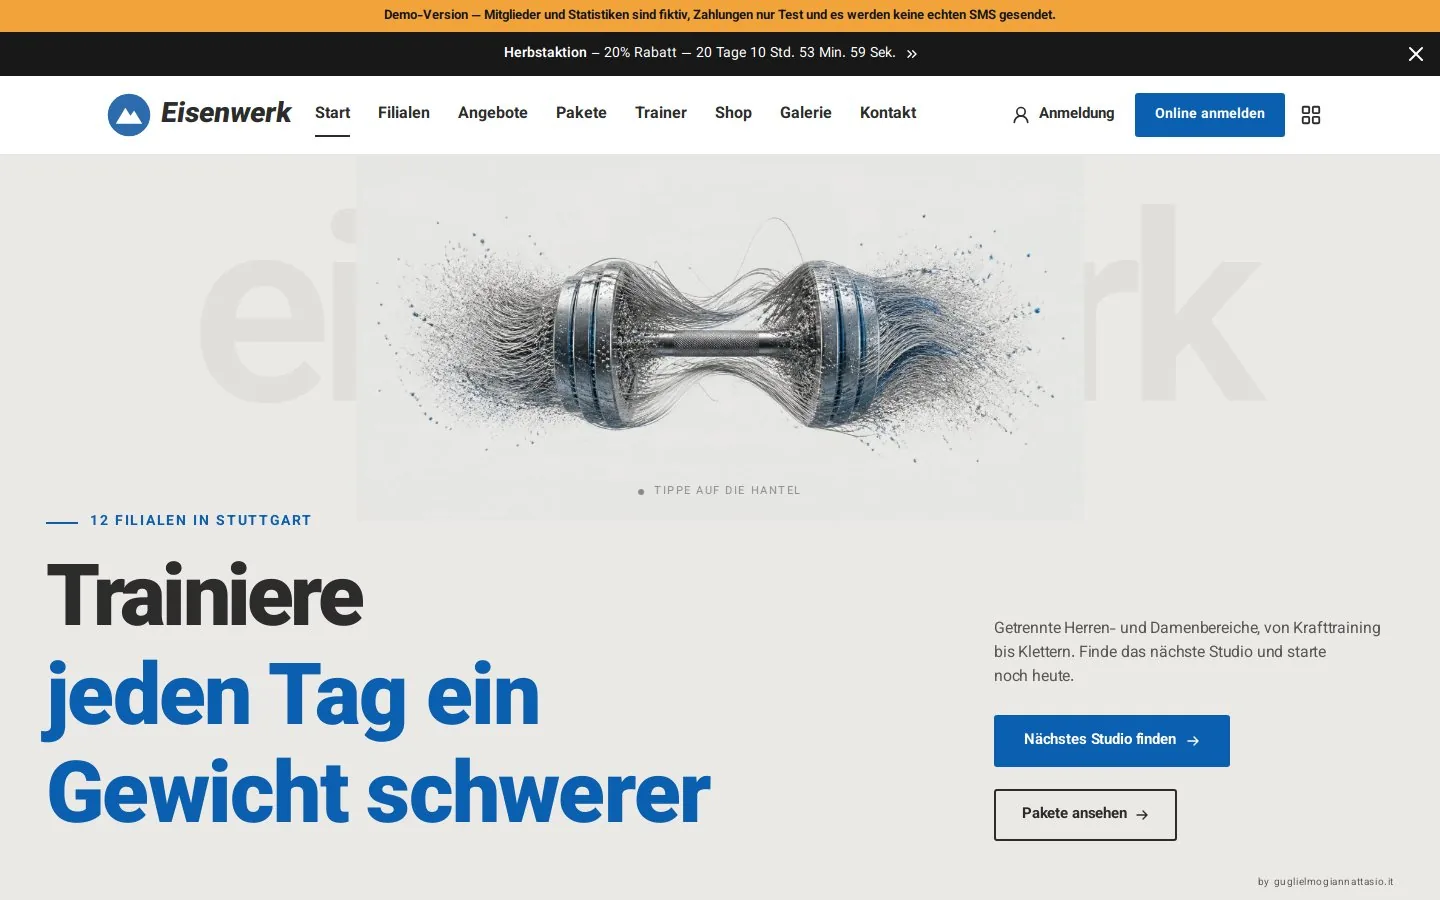 Demo-Version — Mitglieder und Statistiken sind fiktiv, Zahlungen nur Test und es werden keine echten SMS gesendet.
Herbstaktion – 20% Rabatt — 20 Tage 10 Std. 53 Min. 59 Sek. »
Eisenwerk
Start Filialen Angebote Pakete Trainer Shop Galerie Kontakt
Anmeldung
Online anmelden
ei rk
TIPPE AUF DIE HANTEL
12 FILIALEN IN STUTTGART
Trainiere
jeden Tag ein
Gewicht schwerer
Getrennte Herren- und Damenbereiche, von Krafttraining
bis Klettern. Finde das nächste Studio und starte
noch heute.
Nächstes Studio finden →
Pakete ansehen →
by guglielmogiannattasio.it